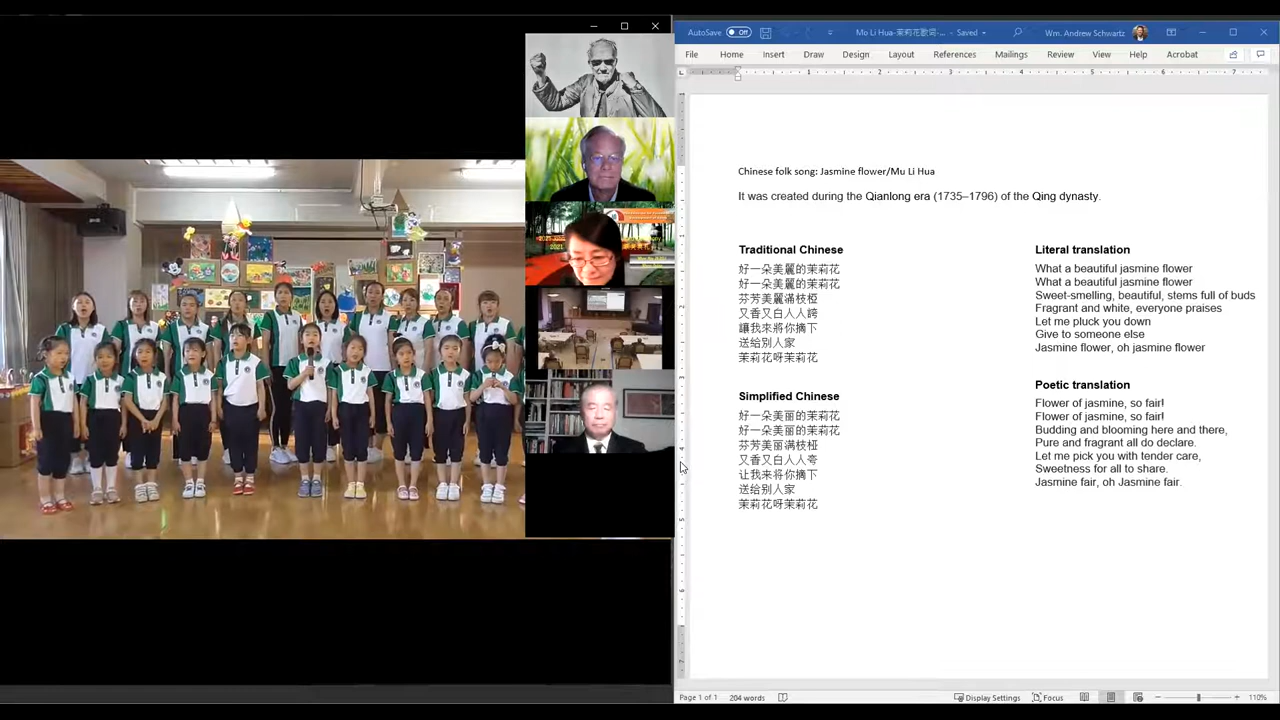 AutoSave Off Mo Li Hua-茉莉花歌词-... - Saved Wm. Andrew Schwartz
File Home Insert Draw Design Layout References Mailings Review View Help Acrobat
1 2 3 4 5 6 7
Chinese folk song: Jasmine flower/Mu Li Hua
It was created during the Qianlong era (1735–1796) of the Qing dynasty.
Traditional Chinese
好一朵美麗的茉莉花
好一朵美麗的茉莉花
芬芳美麗滿枝椏
又香又白人人誇
讓我來將你摘下
送给別人家
茉莉花呀茉莉花
Simplified Chinese
好一朵美丽的茉莉花
好一朵美丽的茉莉花
芬芳美丽满枝桠
又香又白人人夸
让我来将你摘下
送给别人家
茉莉花呀茉莉花
Literal translation
What a beautiful jasmine flower
What a beautiful jasmine flower
Sweet-smelling, beautiful, stems full of buds
Fragrant and white, everyone praises
Let me pluck you down
Give to someone else
Jasmine flower, oh jasmine flower
Poetic translation
Flower of jasmine, so fair!
Flower of jasmine, so fair!
Budding and blooming here and there,
Pure and fragrant all do declare.
Let me pick you with tender care,
Sweetness for all to share.
Jasmine fair, oh Jasmine fair.
Page 1 of 1 204 words Display Settings Focus 110%